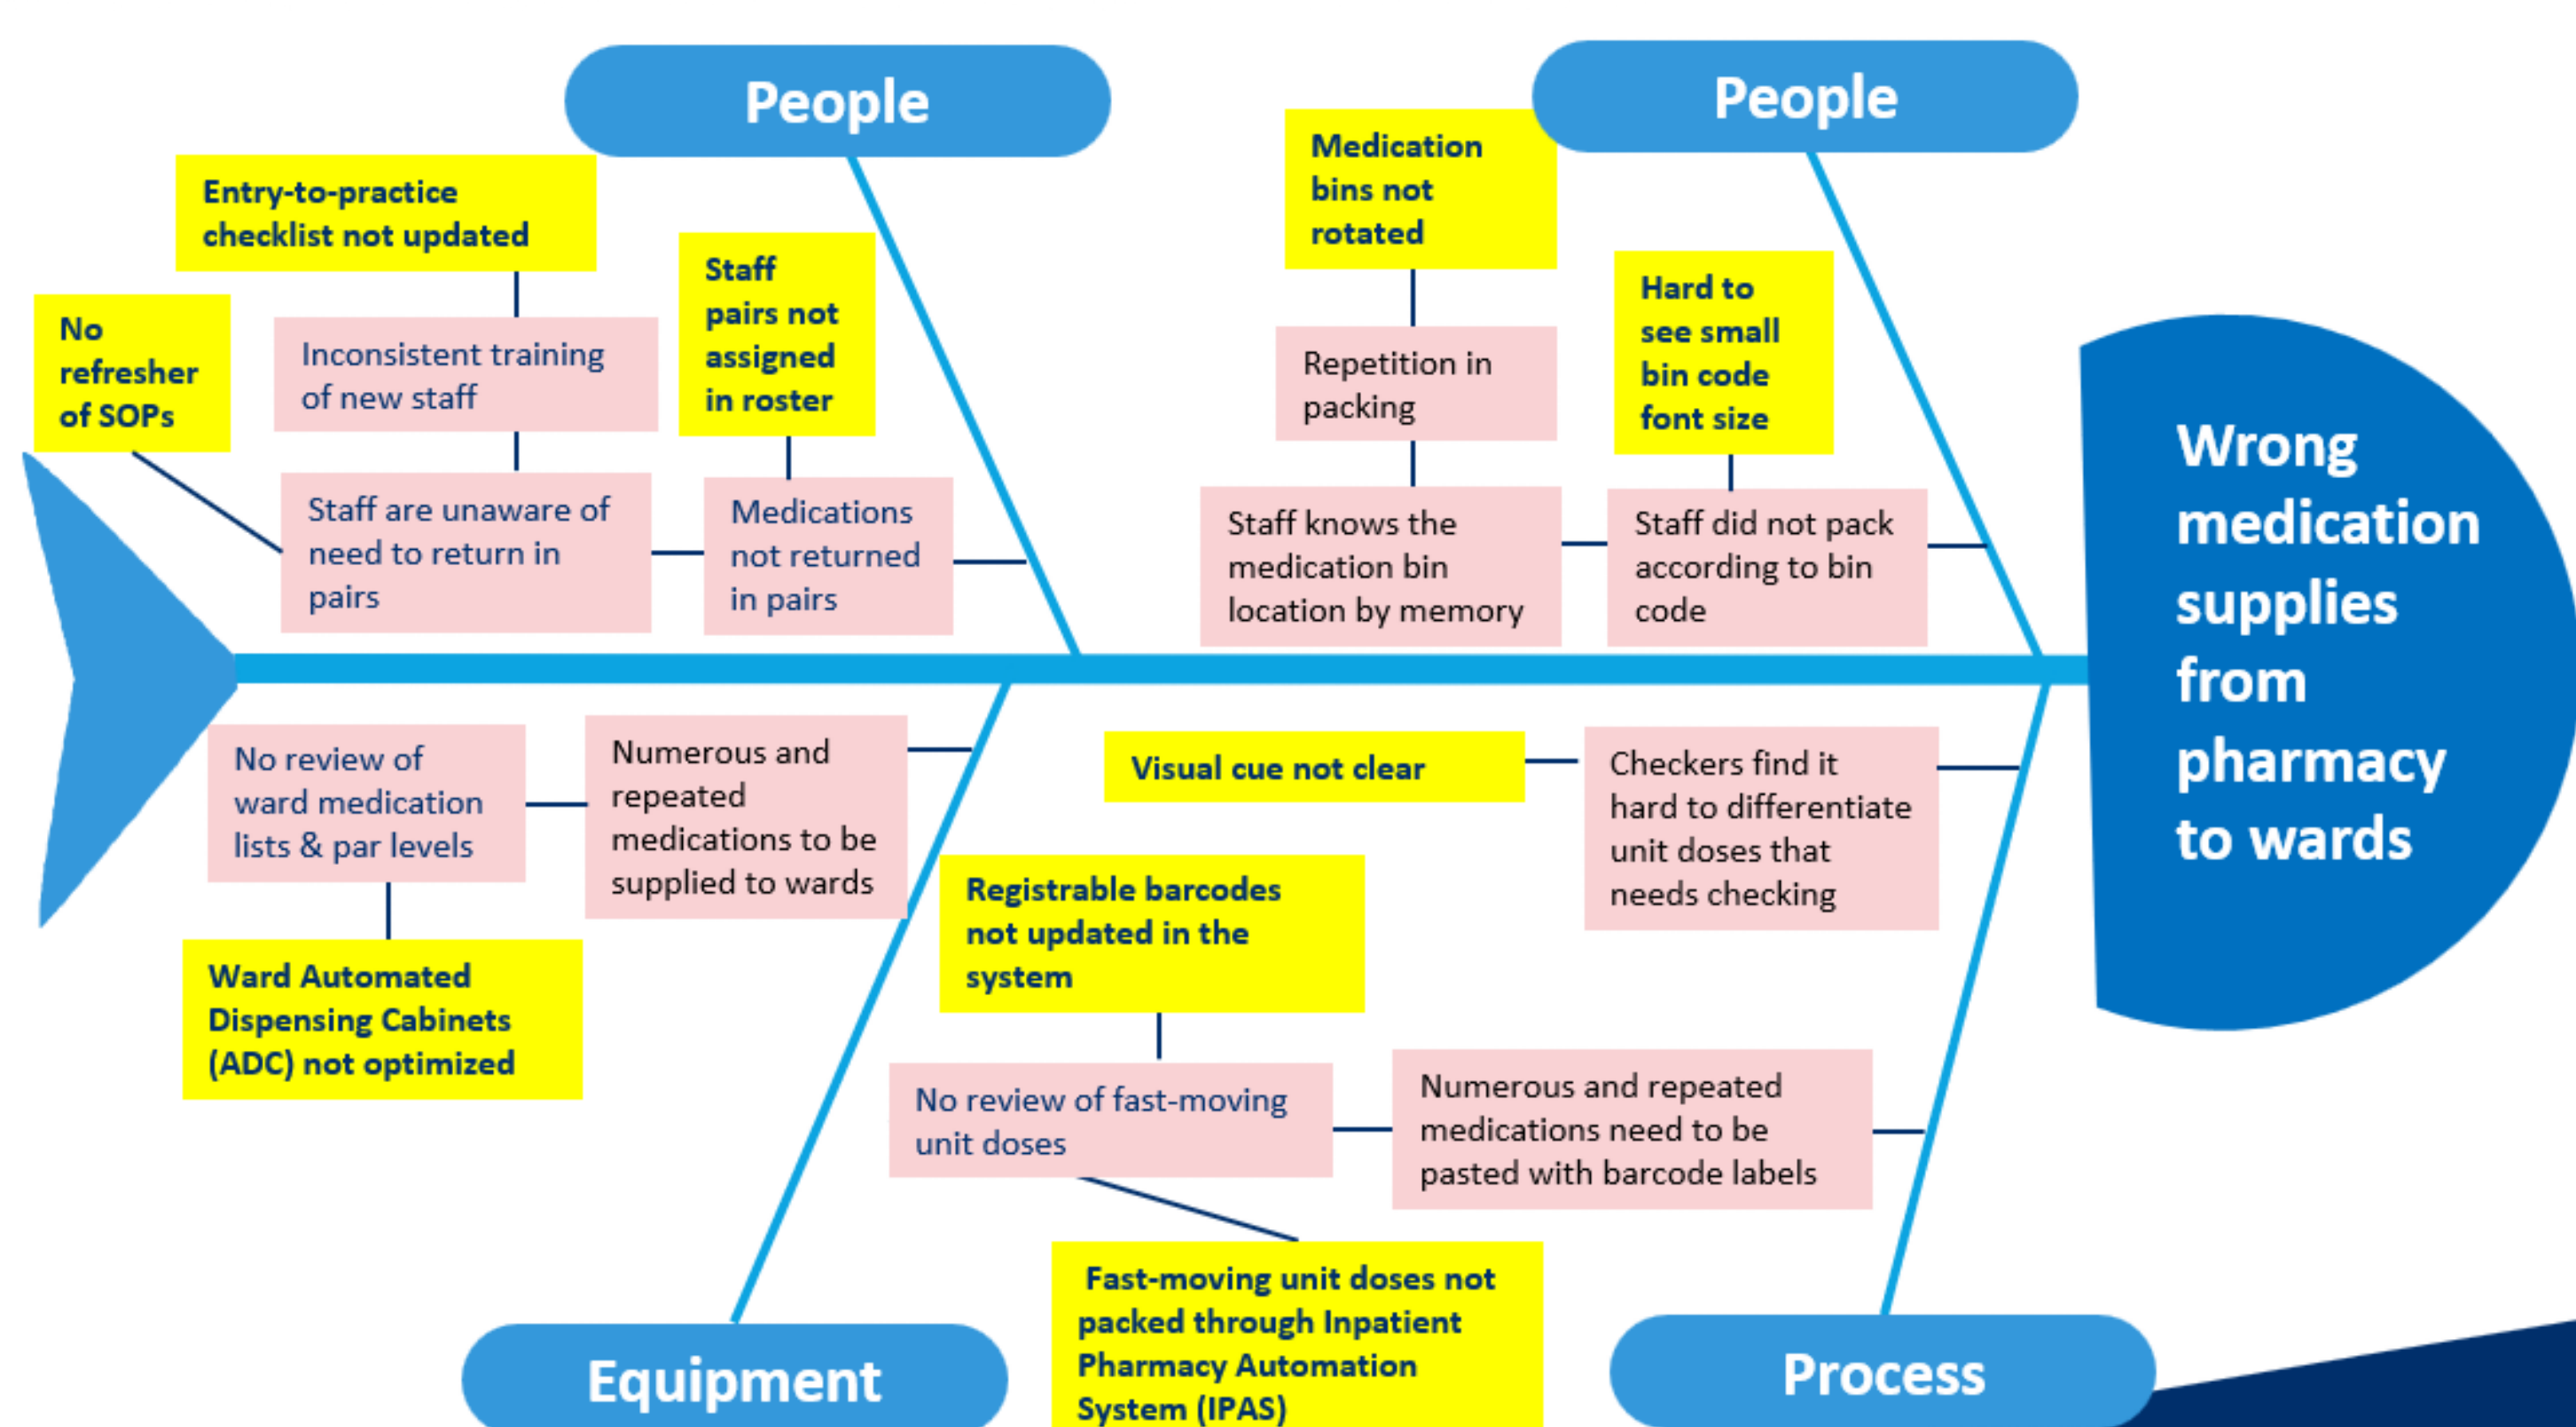 People
People
Entry-to-practice
checklist not updated
No
refresher
of SOPs
Inconsistent training
of new staff
Staff
pairs not
assigned
in roster
Staff are unaware of
need to return in
pairs
Medications
not returned
in pairs
Medication
bins not
rotated
Repetition in
packing
Hard to
see small
bin code
font size
Staff knows the
medication bin
location by memory
Staff did not pack
according to bin
code
Wrong
medication
supplies
from
pharmacy
to wards
No review of
ward medication
lists & par levels
Numerous and
repeated
medications to be
supplied to wards
Ward Automated
Dispensing Cabinets
(ADC) not optimized
Visual cue not clear
Checkers find it
hard to differentiate
unit doses that
needs checking
Registrable barcodes
not updated in the
system
No review of fast-moving
unit doses
Numerous and repeated
medications need to be
pasted with barcode labels
Fast-moving unit doses not
packed through Inpatient
Pharmacy Automation
System (IPAS)
Equipment
Process